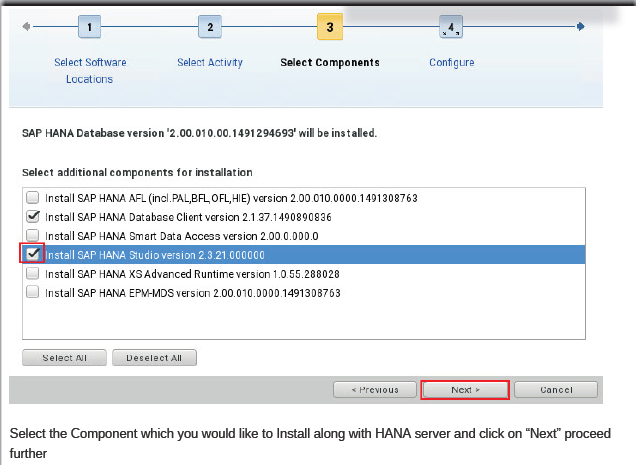 1
2
3
4
Select Software
Locations
Select Activity
Select Components
Configure
SAP HANA Database version '2.00.010.00.1491294693' will be installed.
Select additional components for installation
Install SAP HANA AFL (incl.PAL,BFL,OFL,HIE) version 2.00.010.0000.1491308763
Install SAP HANA Database Client version 2.1.37.1490890836
Install SAP HANA Smart Data Access version 2.00.0.000.0
Install SAP HANA Studio version 2.3.21.000000
Install SAP HANA XS Advanced Runtime version 1.0.55.288028
Install SAP HANA EPM-MDS version 2.00.010.0000.1491308763
Select All
Deselect All
< Previous
Next >
Cancel
Select the Component which you would like to Install along with HANA server and click on “Next” proceed
further